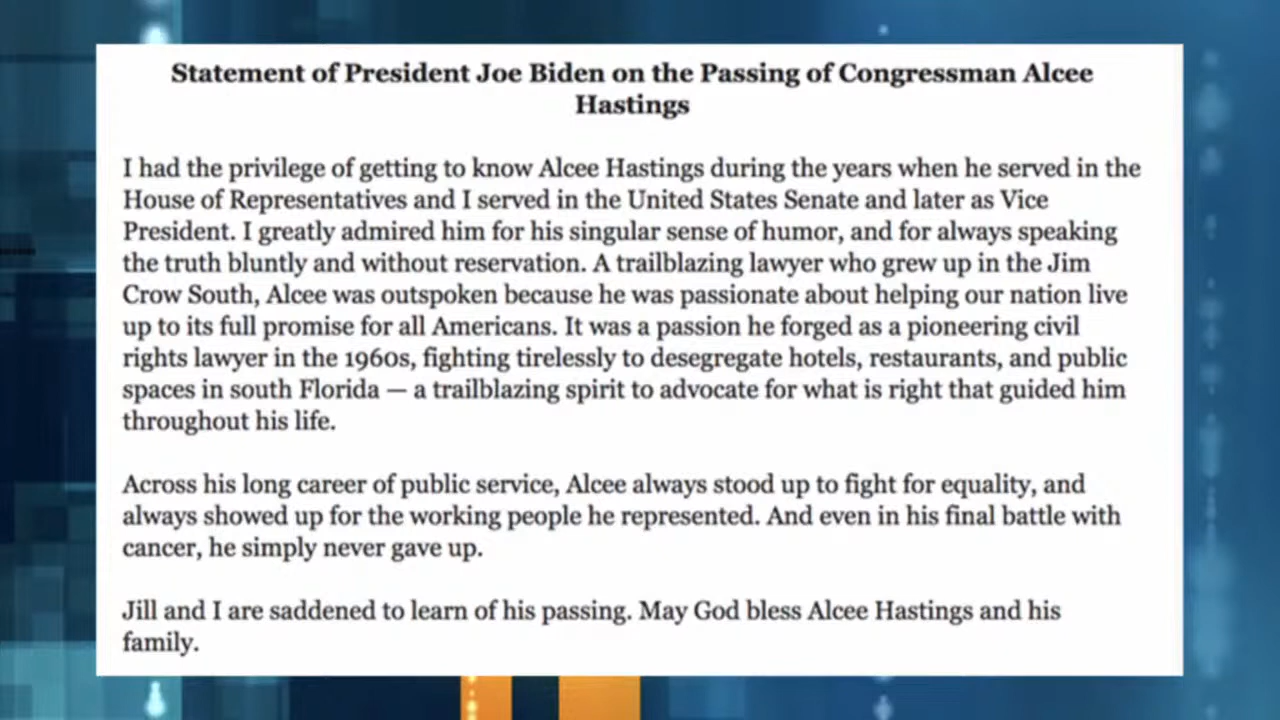 Statement of President Joe Biden on the Passing of Congressman Alcee
Hastings
I had the privilege of getting to know Alcee Hastings during the years when he served in the
House of Representatives and I served in the United States Senate and later as Vice
President. I greatly admired him for his singular sense of humor, and for always speaking
the truth bluntly and without reservation. A trailblazing lawyer who grew up in the Jim
Crow South, Alcee was outspoken because he was passionate about helping our nation live
up to its full promise for all Americans. It was a passion he forged as a pioneering civil
rights lawyer in the 1960s, fighting tirelessly to desegregate hotels, restaurants, and public
spaces in south Florida — a trailblazing spirit to advocate for what is right that guided him
throughout his life.
Across his long career of public service, Alcee always stood up to fight for equality, and
always showed up for the working people he represented. And even in his final battle with
cancer, he simply never gave up.
Jill and I are saddened to learn of his passing. May God bless Alcee Hastings and his
family.